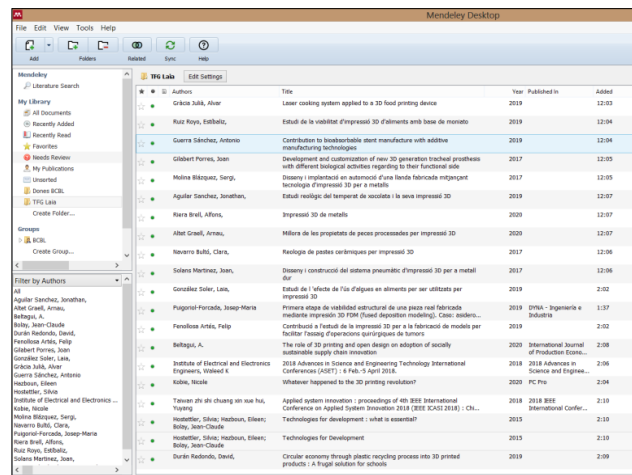 Mendeley Desktop
File Edit View Tools Help
Add Folders Related Sync Help
Mendeley
Literature Search
My Library
All Documents
Recently Added
Recently Read
Favorites
Needs Review
My Publications
Unsorted
Dones BCBL
TFG Laia
Create Folder...
Groups
BCBL
Create Group...
Filter by Authors
All
Aguilar Sanchez, Jonathan,
Altet Graell, Arnau,
Beltagui, A.
Bolay, Jean-Claude
Durán Redondo, David,
Fenollosa Artés, Felip
Gilabert Porres, Joan
González Soler, Laia,
Gràcia Julià, Alvar
Guerra Sánchez, Antonio
Hazboun, Eileen
Hostettler, Silvia
Institute of Electrical and Electronics ...
Kobie, Nicole
Molina Blázquez, Sergi,
Navarro Bultó, Clara,
Puigoriol-Forcada, Josep-Maria
Riera Brell, Alfons,
Ruiz Royo, Estíbaliz,
Solans Martínez, Joan,
TFG Laia Edit Settings
Authors Title Year Published In Added
Gràcia Julià, Alvar Laser cooking system applied to a 3D food printing device 2019 12:03
Ruiz Royo, Estíbaliz, Estudi de la viabilitat d'impressió 3D d'aliments amb base de moniato 2019 12:04
Guerra Sánchez, Antonio Contribution to bioabsorbable stent manufacture with additive 2019 12:04
manufacturing technologies
Gilabert Porres, Joan Development and customization of new 3D generation tracheal prosthesis 2017 12:05
with different biological activities regarding to their functional side
Molina Blázquez, Sergi, Disseny i implantació en automoció d'una llanda fabricada mitjançant 2017 12:05
tecnologia d'impressió 3D per a metalls
Aguilar Sanchez, Jonathan, Estudi reològic del temperat de xocolata i la seva impressió 3D 2019 12:07
Riera Brell, Alfons, Impressió 3D de metalls 2020 12:07
Altet Graell, Arnau, Millora de les propietats de peces processades per impressió 3D 2020 12:07
Navarro Bultó, Clara, Reologia de pastes ceràmiques per impressió 3D 2017 12:06
Solans Martínez, Joan, Disseny i construcció del sistema pneumàtic d'impressió 3D per a metall 2017 12:06
dur
González Soler, Laia, Estudi de l'efecte de l'ús d'algues en aliments per ser utilitzats per 2019 2:02
impressió 3D
Puigoriol-Forcada, Josep-Maria Primera etapa de viabilidad estructural de una pieza real fabricada 2019 DYNA - Ingeniería e 1:37
mediante impresión 3D FDM (fused deposition modeling). Caso: asidero... Industria
Fenollosa Artés, Felip Contribució a l'estudi de la impressió 3D per a la fabricació de models per 2019 2:02
facilitar l'assaig d'operacions quirúrgiques de tumors
Beltagui, A. The role of 3D printing and open design on adoption of socially 2020 International Journal 2:08
sustainable supply chain innovation of Production Econo...
Institute of Electrical and Electronics 2018 Advances in Science and Engineering Technology International 2018 2018 Advances in 2:06
Engineers, Waleed K Conferences (ASET) : 6 Feb.-5 April 2018. Science and Enginee...
Kobie, Nicole Whatever happened to the 3D printing revolution? 2020 PC Pro 2:04
Taiwan zhi shi chuang xin xue hui, Applied system innovation : proceedings of 4th IEEE International 2018 2018 IEEE 2:10
Yuyang Conference on Applied System Innovation 2018 (IEEE ICASI 2018) : Chi... International Confer...
Hostettler, Silvia; Hazboun, Eileen; Technologies for development : what is essential? 2015 2:10
Bolay, Jean-Claude
Hostettler, Silvia; Hazboun, Eileen; Technologies for Development 2015 2:10
Bolay, Jean-Claude
Durán Redondo, David, Circular economy through plastic recycling process into 3D printed 2019 2:09
products : A frugal solution for schools